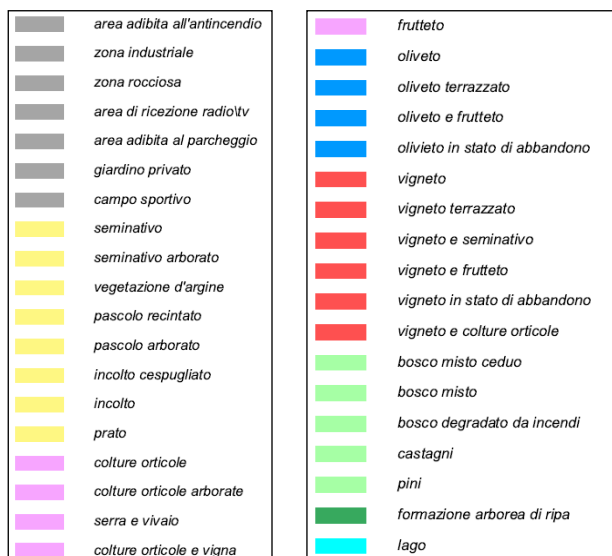 area adibita all'antincendio
zona industriale
zona rocciosa
area di ricezione radio\tv
area adibita al parcheggio
giardino privato
campo sportivo
seminativo
seminativo arborato
vegetazione d'argine
pascolo recintato
pascolo arborato
incolto cespugliato
incolto
prato
colture orticole
colture orticole arborate
serra e vivaio
colture orticole e vigna
frutteto
oliveto
oliveto terrazzato
oliveto e frutteto
olivieto in stato di abbandono
vigneto
vigneto terrazzato
vigneto e seminativo
vigneto e frutteto
vigneto in stato di abbandono
vigneto e colture orticole
bosco misto ceduo
bosco misto
bosco degradato da incendi
castagni
pini
formazione arborea di ripa
lago